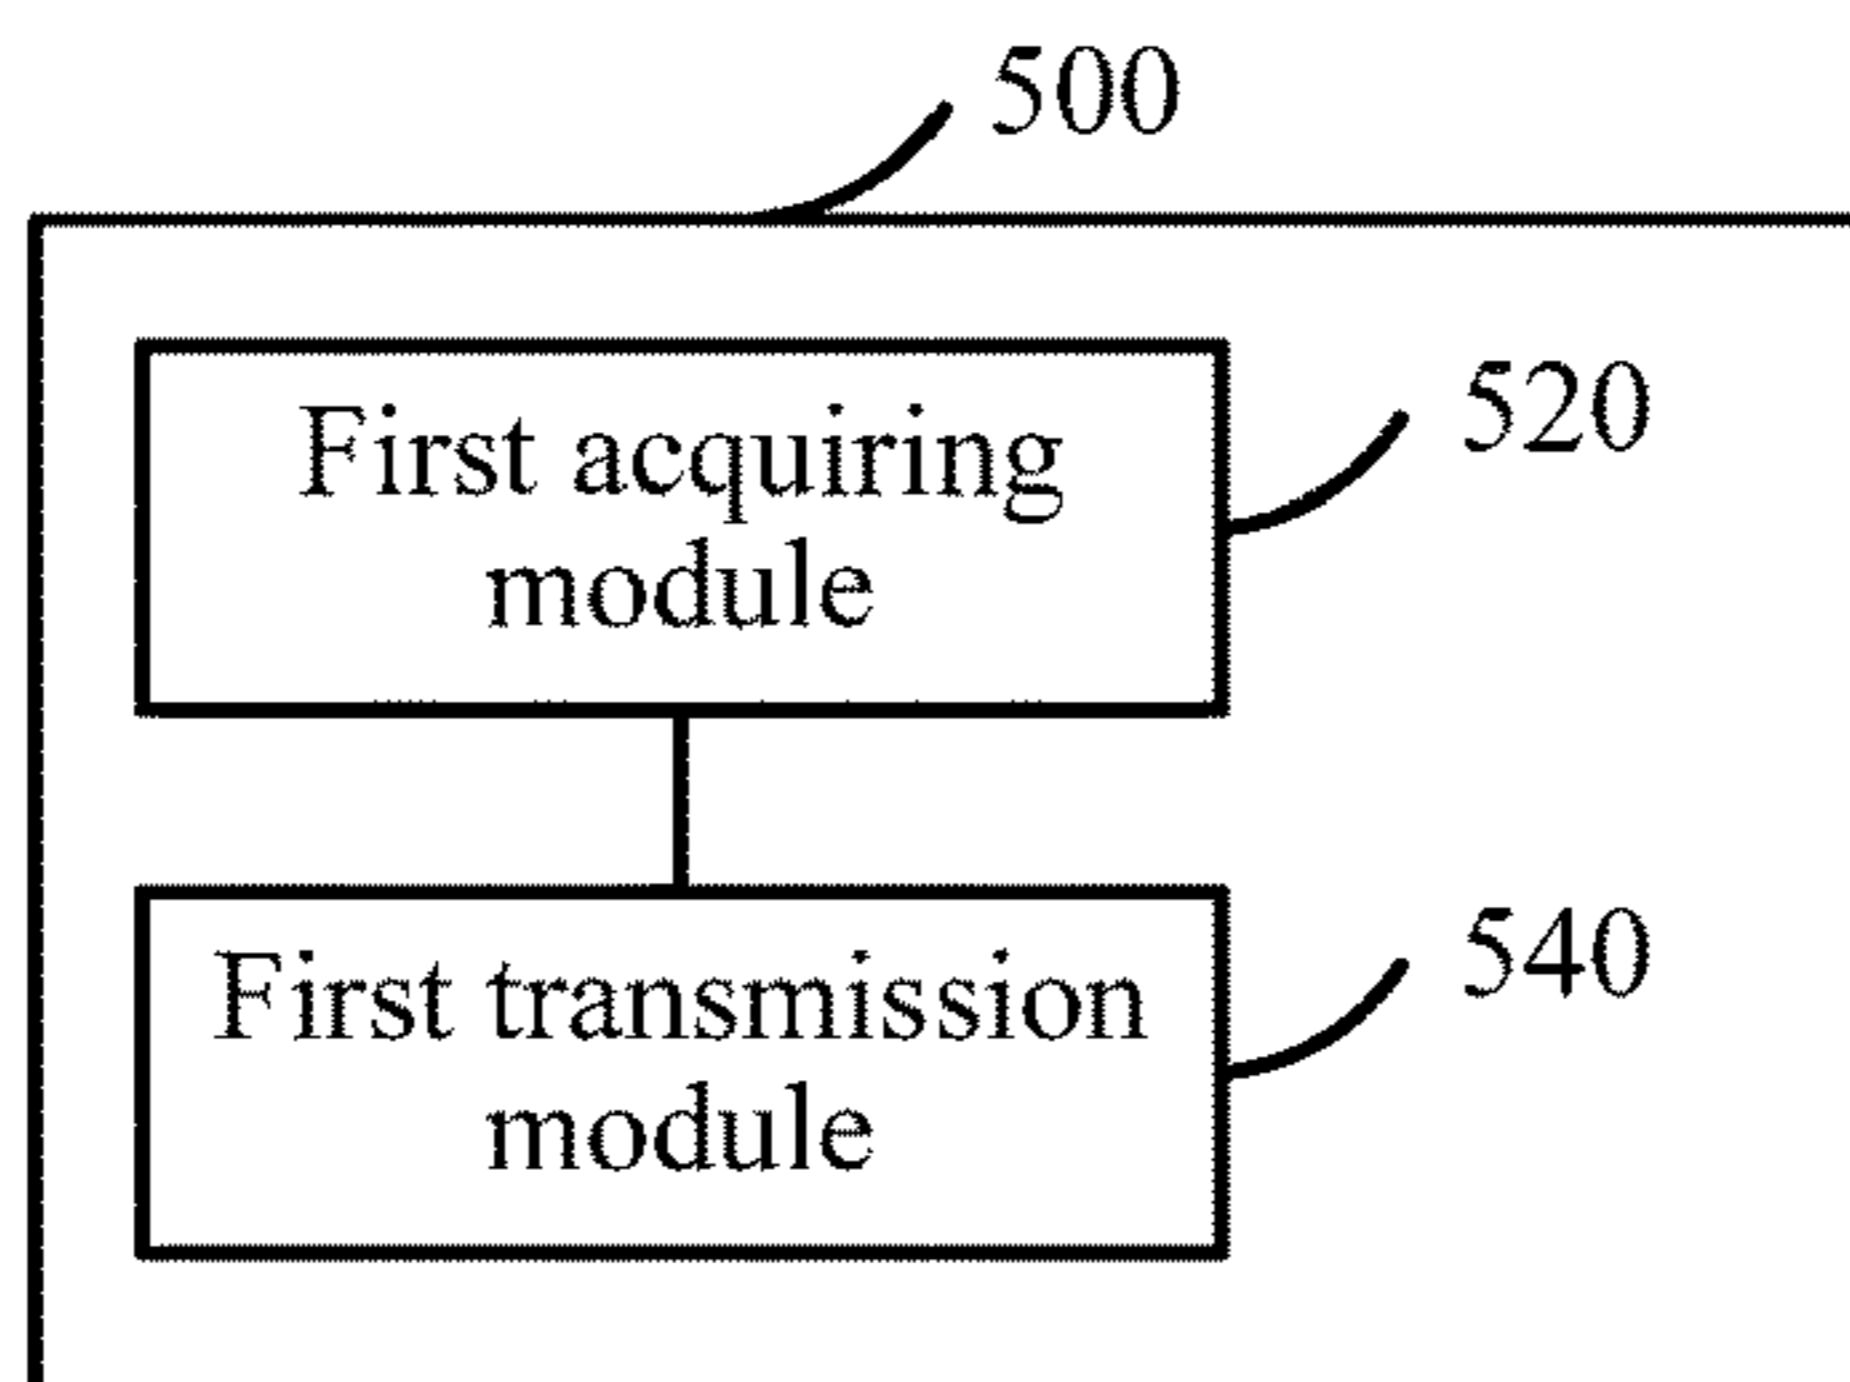 500
First acquiring
module
520
First transmission
module
540